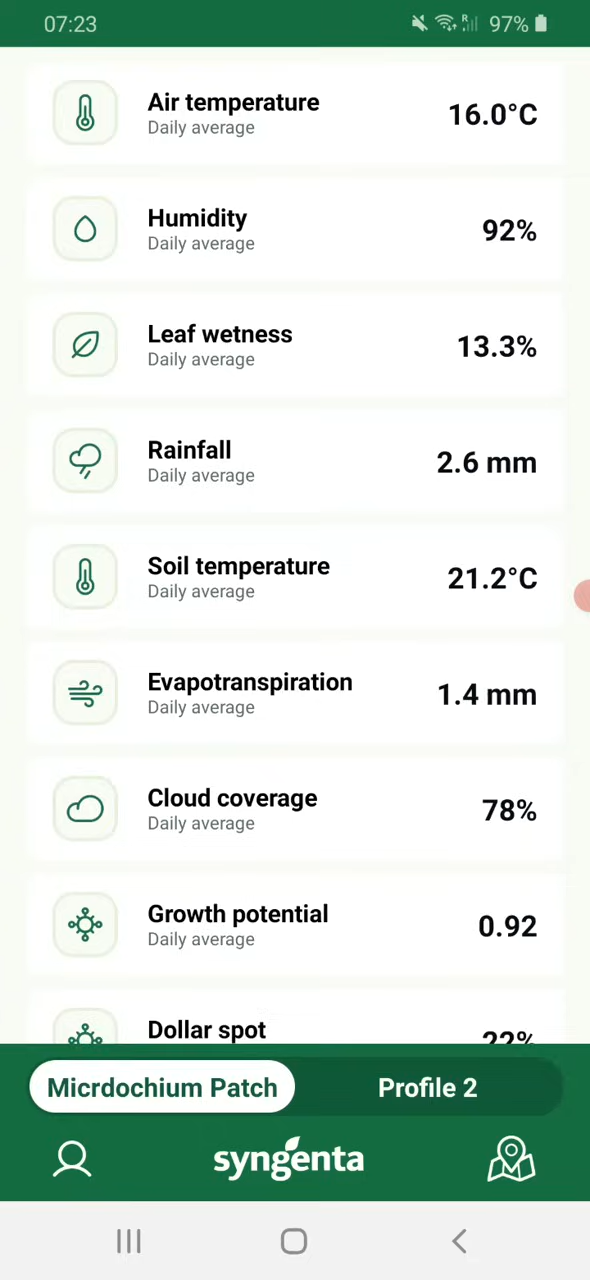 07:23
R
97%
Air temperature
Daily average
16.0°C
Humidity
Daily average
92%
Leaf wetness
Daily average
13.3%
Rainfall
Daily average
2.6 mm
Soil temperature
Daily average
21.2°C
Evapotranspiration
Daily average
1.4 mm
Cloud coverage
Daily average
78%
Growth potential
Daily average
0.92
Dollar spot
22%
Micrdochium Patch
Profile 2
syngenta